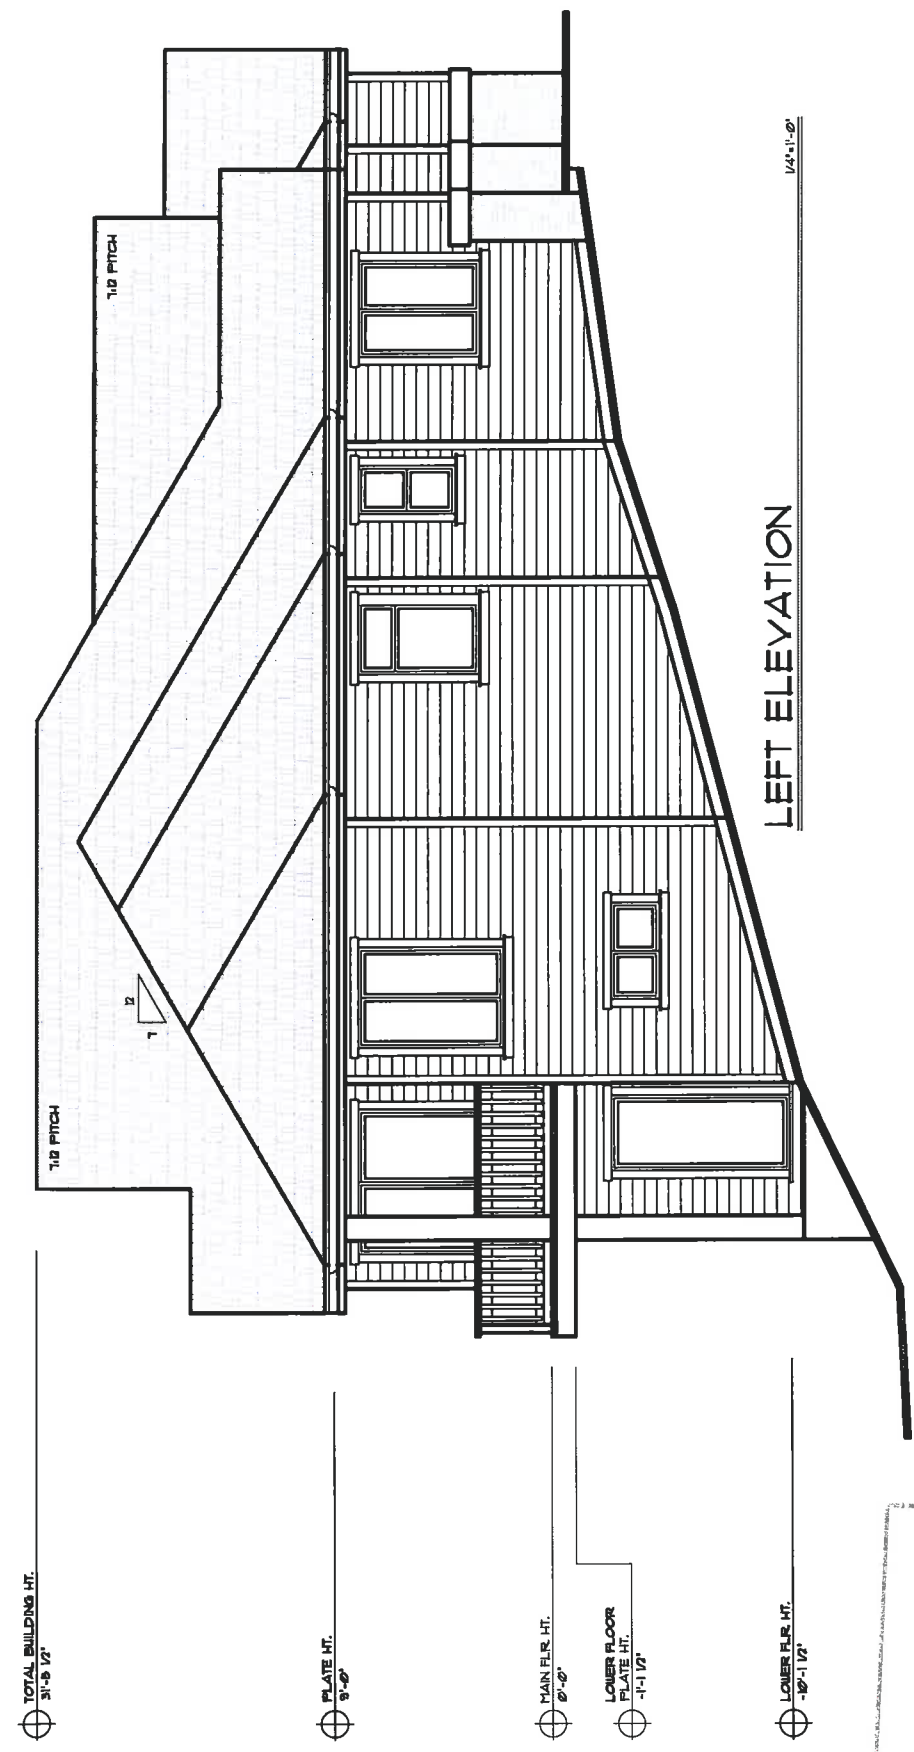 TOTAL BUILDING HT.
1/2"
PLATE HT.
9'-0"
MAIN FLR HT.
0'-0"
LOWER FLOOR
PLATE HT.
-1'-1 1/2"
LOWER FLR HT.
-10'-1 1/2"
7:12 PITCH
7
12
7:12 PITCH
LEFT ELEVATION
1/4"=1'-0"